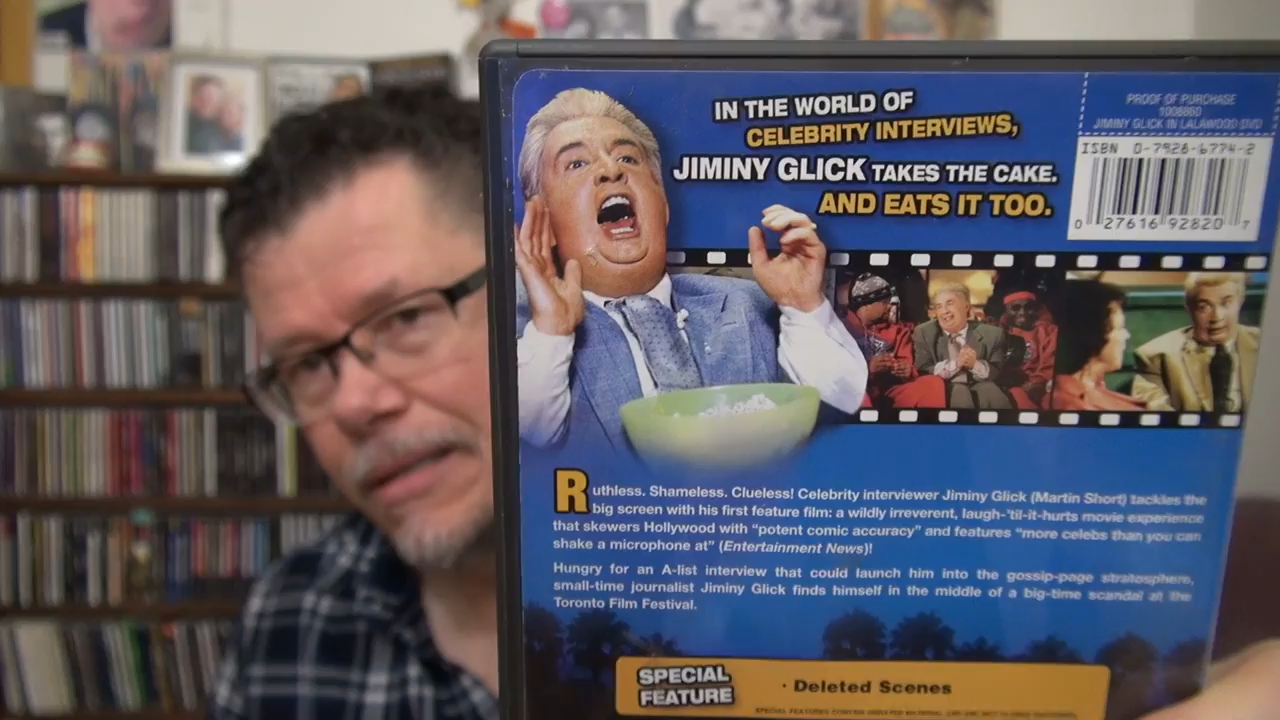 IN THE WORLD OF
CELEBRITY INTERVIEWS,
JIMINY GLICK TAKES THE CAKE.
AND EATS IT TOO.
PROOF OF PURCHASE
1008860
JIMINY GLICK IN LALAWOOD DVD
ISBN 0-7928-6774-2
0 27616 92820 7
Ruthless. Shameless. Clueless! Celebrity interviewer Jiminy Glick (Martin Short) tackles the
big screen with his first feature film: a wildly irreverent, laugh-'til-it-hurts movie experience
that skewers Hollywood with "potent comic accuracy" and features "more celebs than you can
shake a microphone at" (Entertainment News)!
Hungry for an A-list interview that could launch him into the gossip-page stratosphere,
small-time journalist Jiminy Glick finds himself in the middle of a big-time scandal at the
Toronto Film Festival.
SPECIAL
FEATURE
· Deleted Scenes